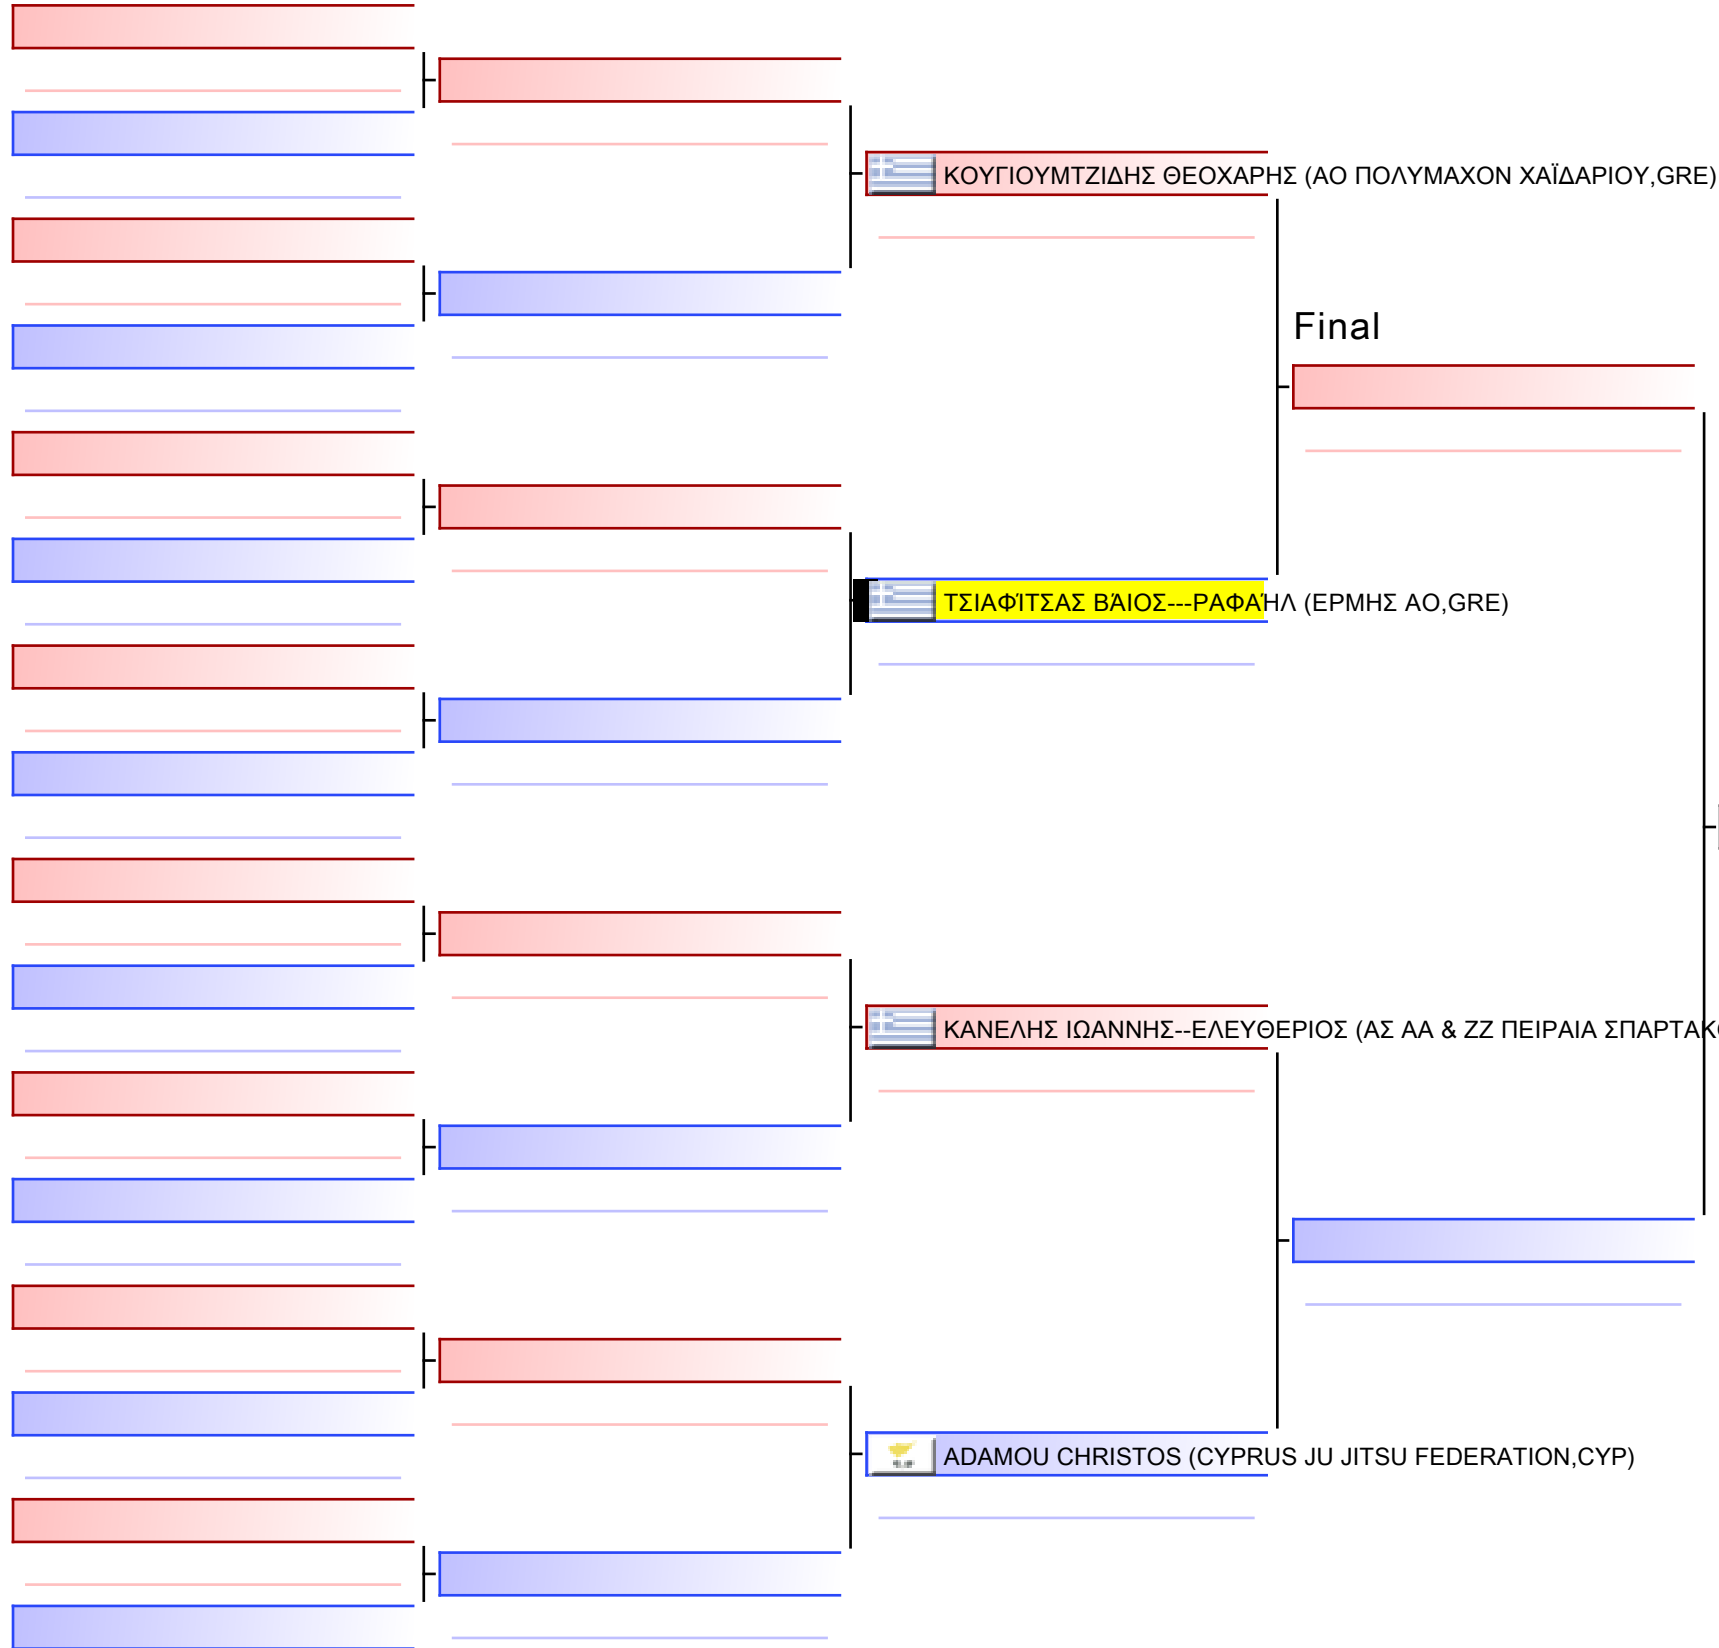 ΚΟΥΓΙΟΥΜΤΖΙΔΗΣ ΘΕΟΧΑΡΗΣ (ΑΟ ΠΟΛΥΜΑΧΟΝ ΧΑΪΔΑΡΙΟΥ,GRE)
Final
ΤΣΙΑΦΊΤΣΑΣ ΒΆΙΟΣ---ΡΑΦΑΉΛ (ΕΡΜΗΣ ΑΟ,GRE)
ΚΑΝΕΛΗΣ ΙΩΑΝΝΗΣ--ΕΛΕΥΘΕΡΙΟΣ (ΑΣ ΑΑ & ΖΖ ΠΕΙΡΑΙΑ
ADAMOU CHRISTOS (CYPRUS JU JITSU FEDERATION,CYP)